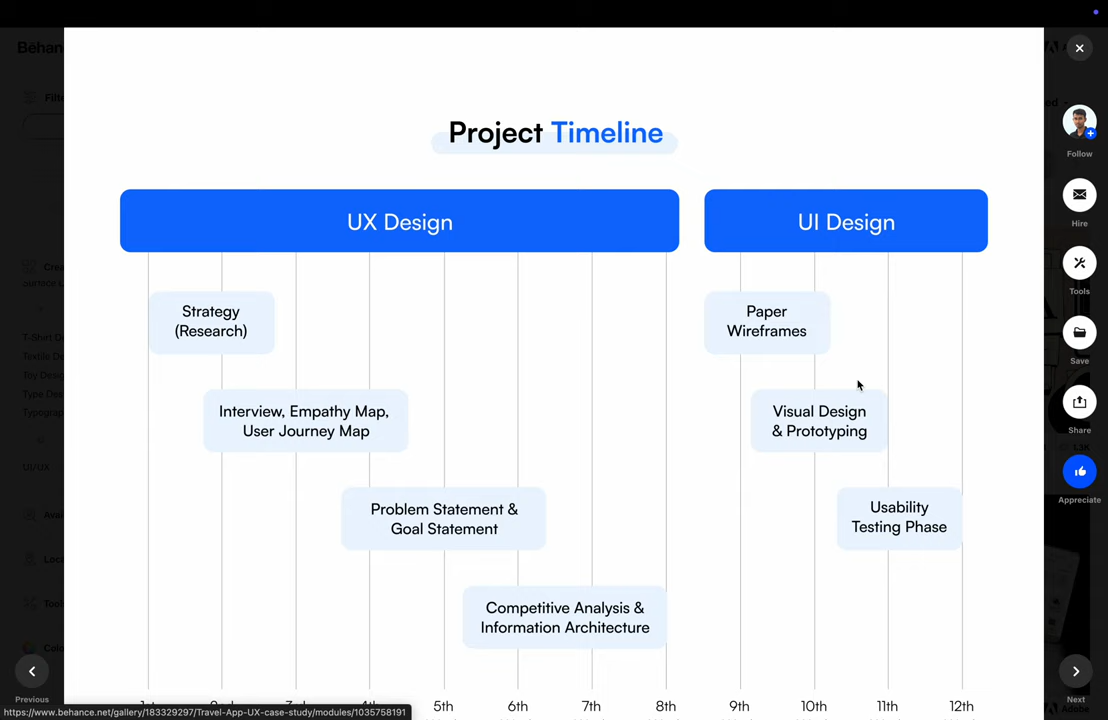 Project Timeline
UX Design
UI Design
Strategy
(Research)
Paper
Wireframes
Interview, Empathy Map,
User Journey Map
Visual Design
& Prototyping
Problem Statement &
Goal Statement
Usability
Testing Phase
Competitive Analysis &
Information Architecture
5th
6th
7th
8th
9th
10th
11th
12th
Follow
Hire
Tools
Save
Share
Appreciate
Previous
Next
https://www.behance.net/gallery/183329297/Travel-App-UX-case-study/modules/1035758191